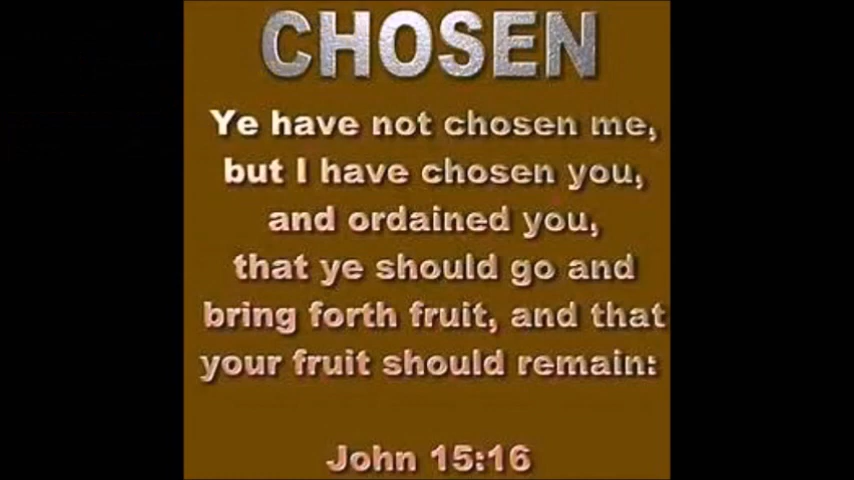 CHOSEN
Ye have not chosen me,
but I have chosen you,
and ordained you,
that ye should go and
bring forth fruit, and that
your fruit should remain:
John 15:16